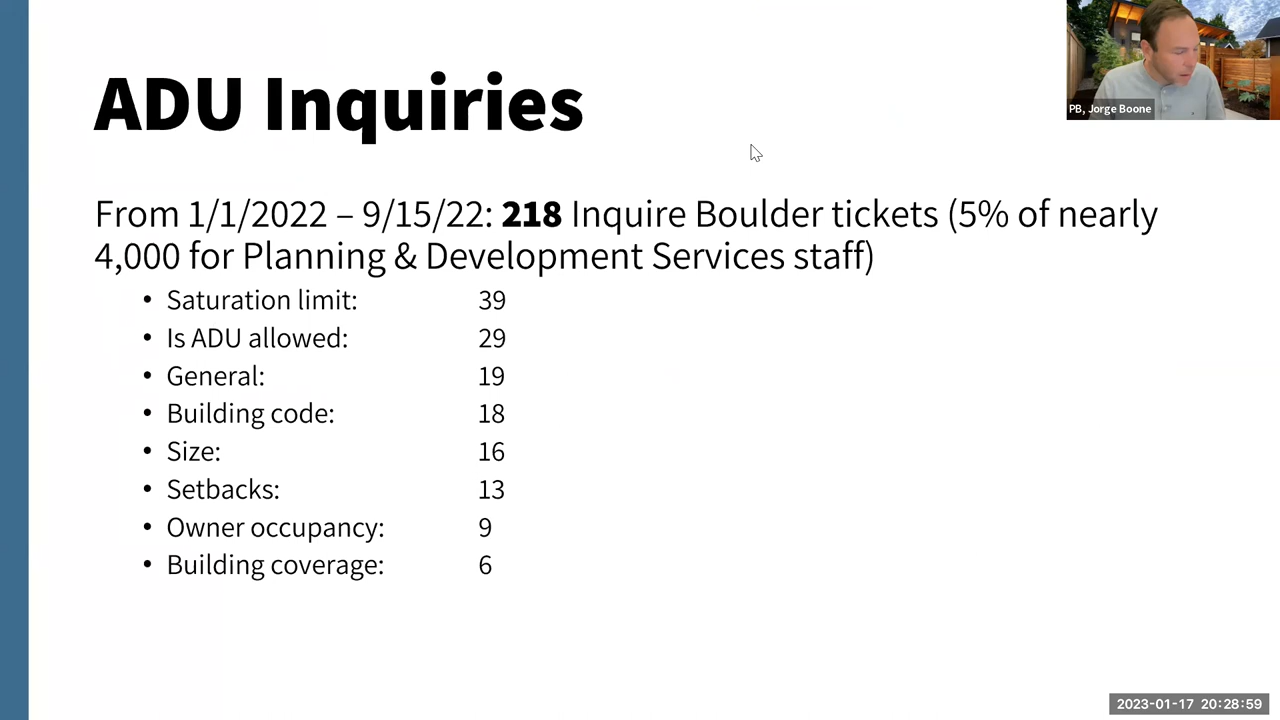 ADU Inquiries
PB, Jorge Boone
From 1/1/2022 – 9/15/22: 218 Inquire Boulder tickets (5% of nearly
4,000 for Planning & Development Services staff)
• Saturation limit: 39
• Is ADU allowed: 29
• General: 19
• Building code: 18
• Size: 16
• Setbacks: 13
• Owner occupancy: 9
• Building coverage: 6
2023-01-17 20:28:59